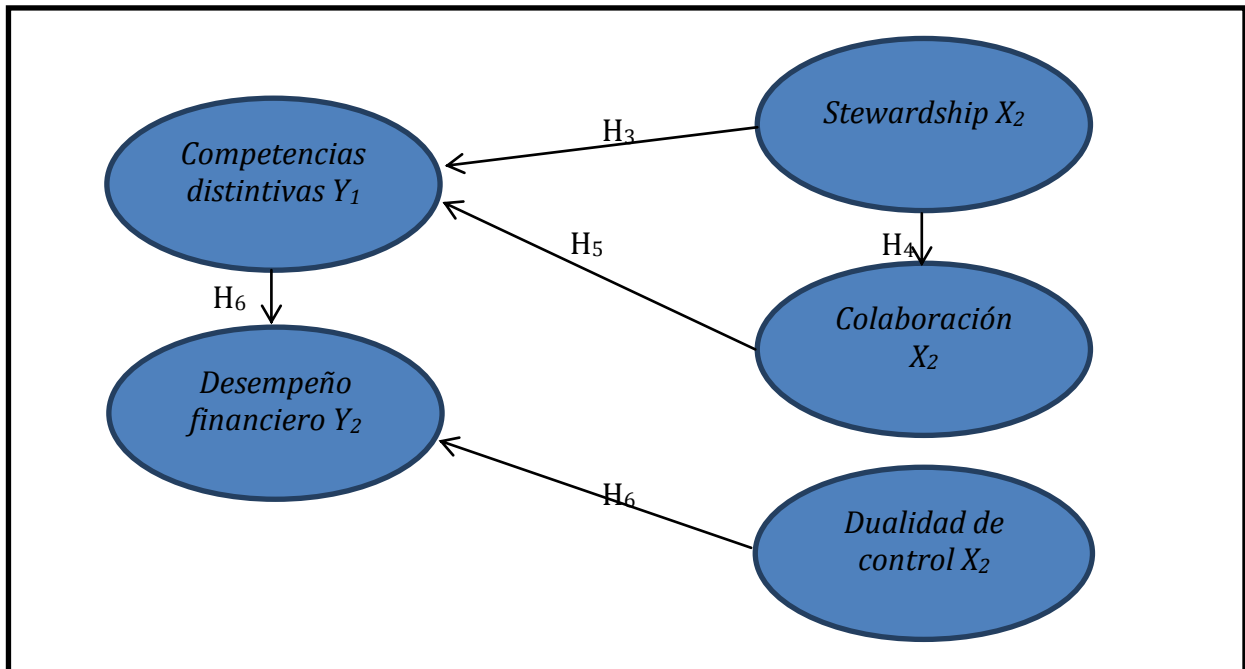 Stewardship X₂
H₃
Competencias
distintivas Y₁
H₅
H₄
H₆
Colaboración
X₂
Desempeño
financiero Y₂
H₆
Dualidad de
control X₂